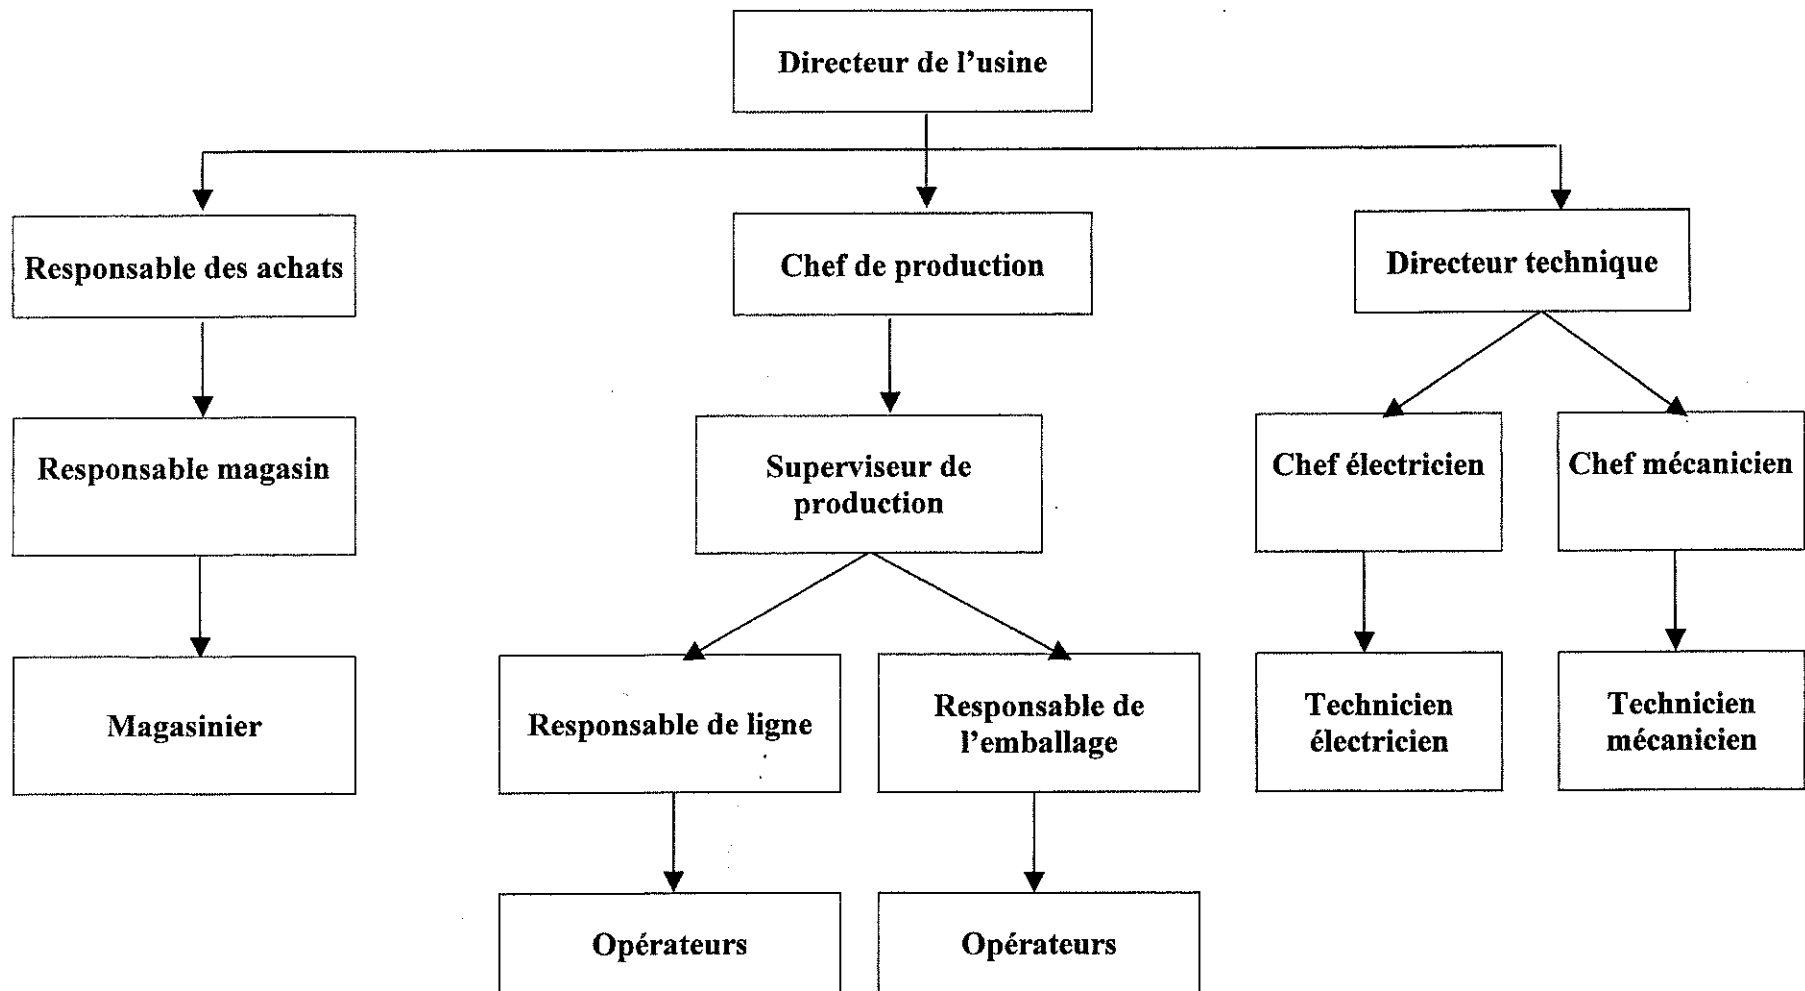 Directeur de l’usine
Responsable des achats
Chef de production
Directeur technique
Responsable magasin
Superviseur de
production
Chef électricien
Chef mécanicien
Magasinier
Responsable de ligne
Responsable de
l’emballage
Technicien
électricien
Technicien
mécanicien
Opérateurs
Opérateurs